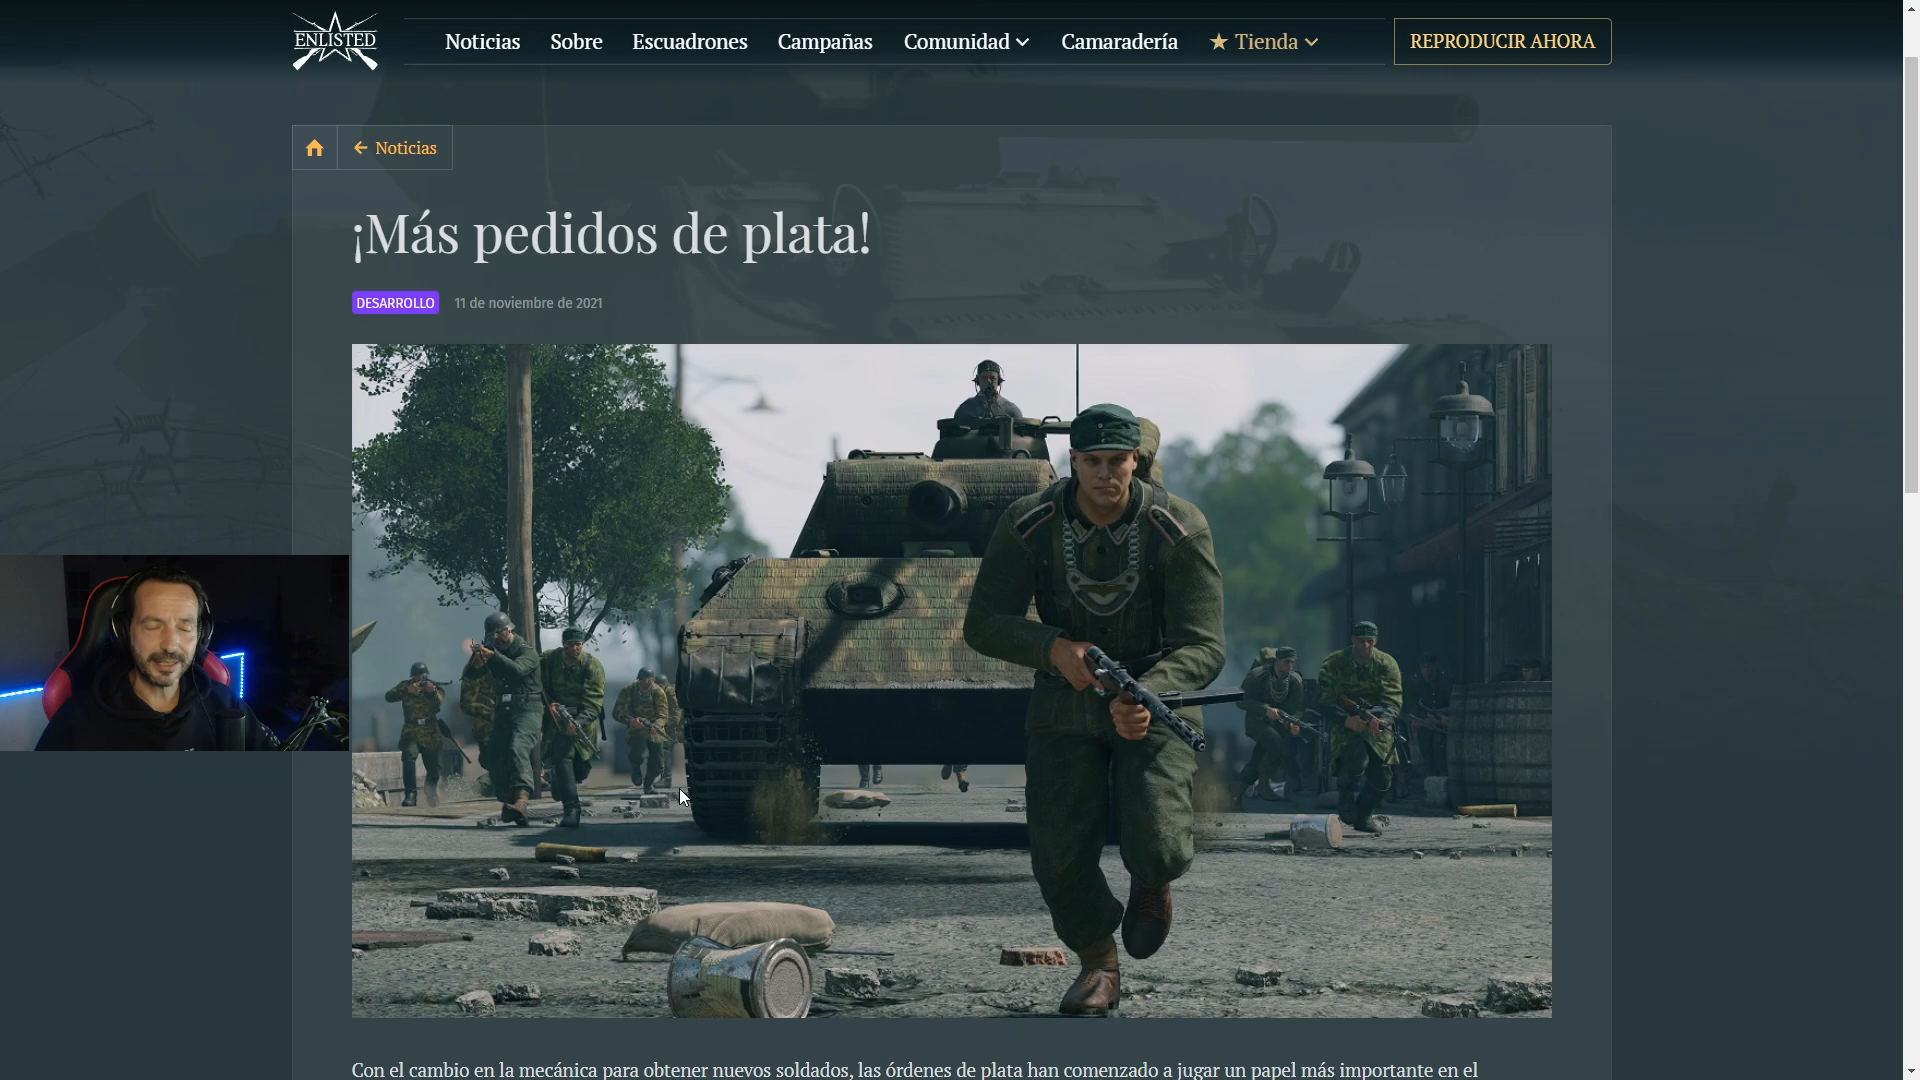 ENLISTED
Noticias Sobre Escuadrones Campañas Comunidad Camaradería Tienda REPRODUCIR AHORA
Noticias
¡Más pedidos de plata!
DESARROLLO 11 de noviembre de 2021
Con el cambio en la mecánica para obtener nuevos soldados, las órdenes de plata han comenzado a jugar un papel más importante en el